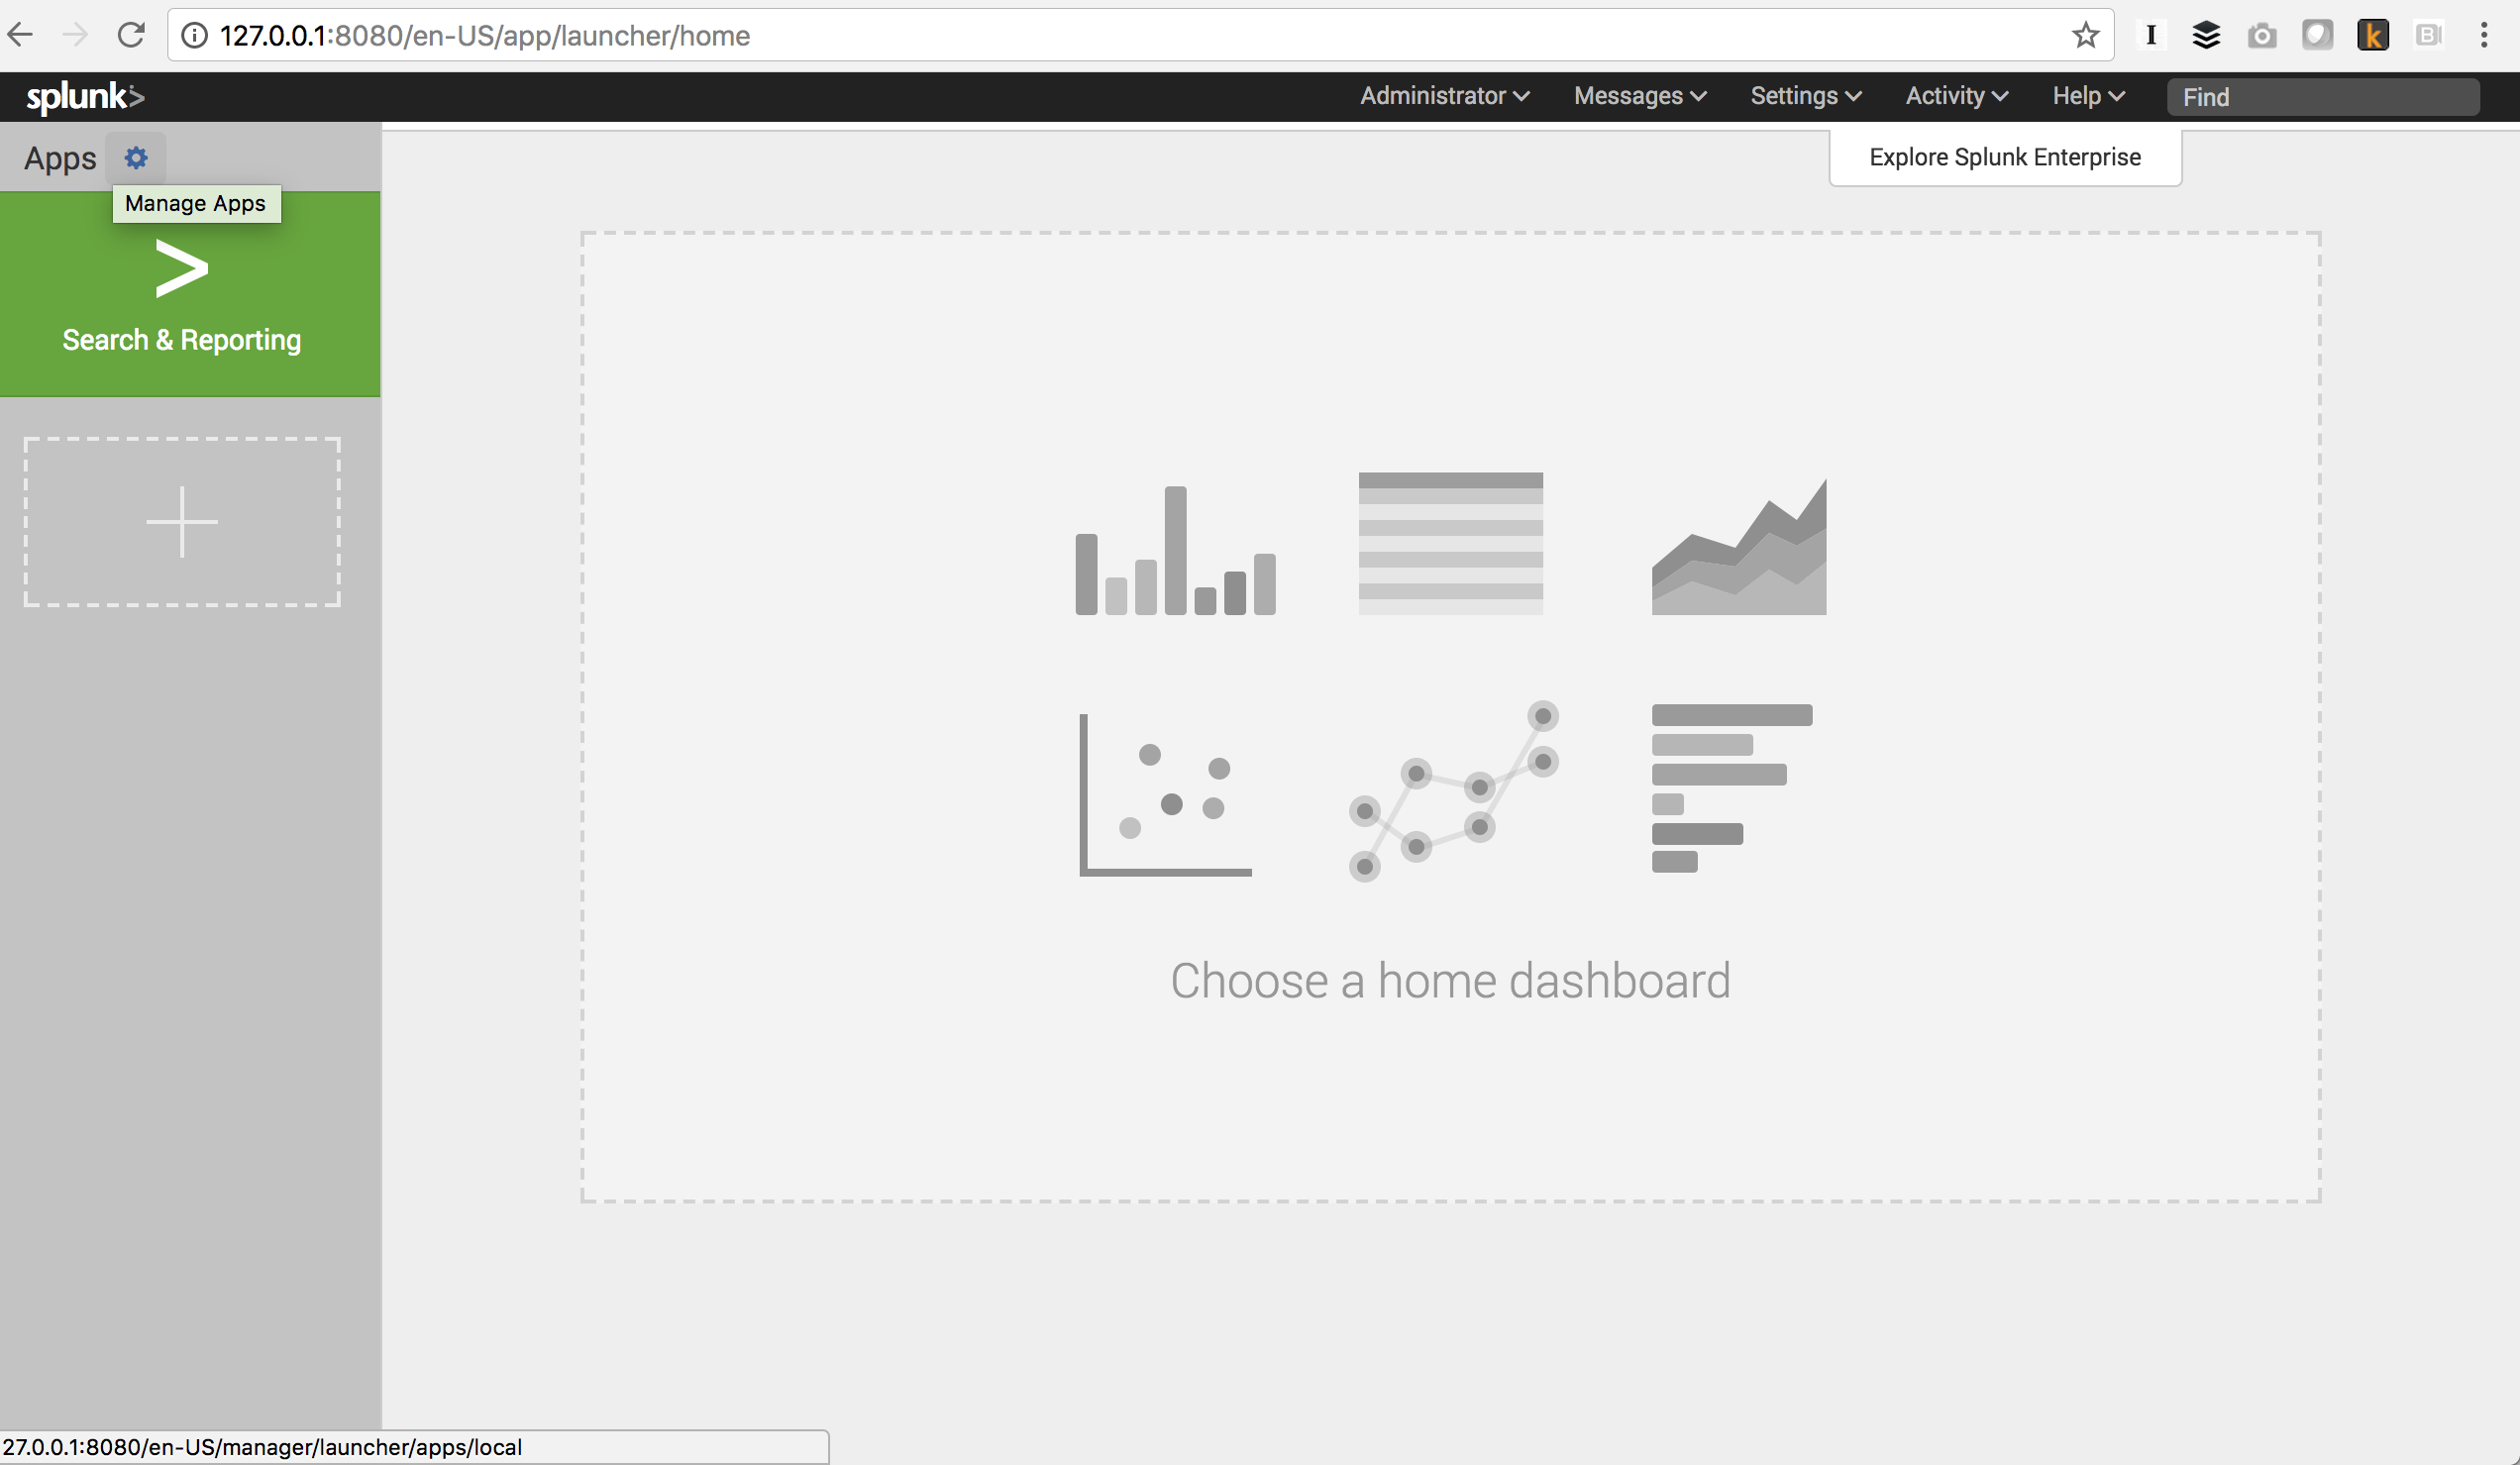 127.0.0.1:8080/en-US/app/launcher/home
splunk>
Administrator Messages Settings Activity Help Find
Apps
Explore Splunk Enterprise
Manage Apps
>
Search & Reporting
Choose a home dashboard
27.0.0.1:8080/en-US/manager/launcher/apps/local